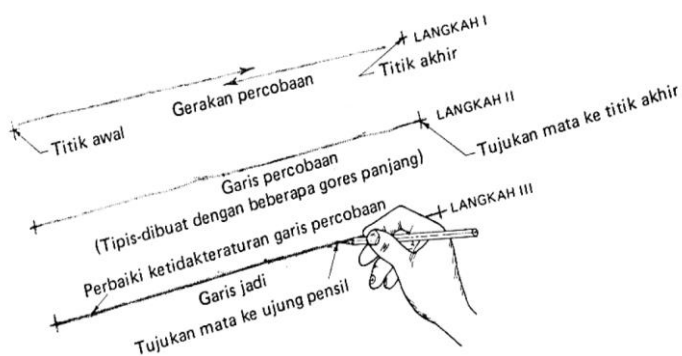 LANGKAH I
Titik akhir
Gerakan percobaan
Titik awal
LANGKAH II
Tujukan mata ke titik akhir
Garis percobaan
(Tipis-dibuat dengan beberapa gores panjang)
LANGKAH III
Perbaiki ketidakteraturan garis percobaan
Garis jadi
Tujukan mata ke ujung pensil